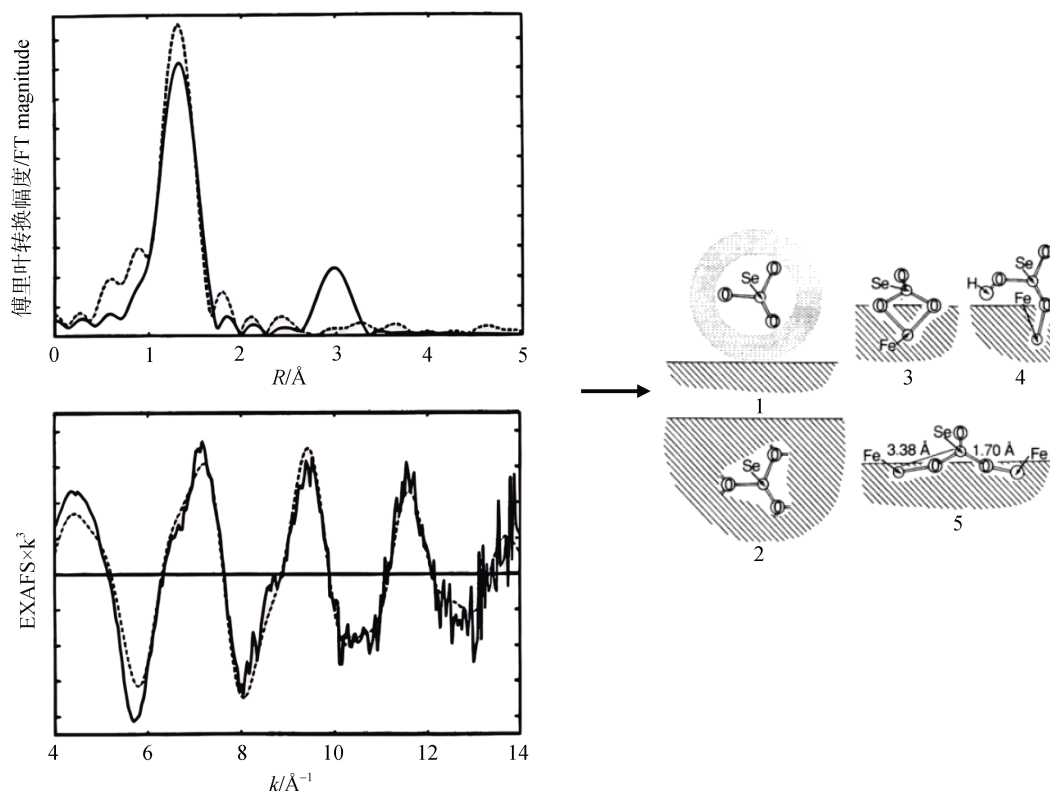 傅里叶转换幅度/FT magnitude
0 1 2 3 4 5
R/Å
EXAFS×k³
4 6 8 10 12 14
k/Å⁻¹
Se O O O
1
Se O O O
2
Se O O O
Fe
3
H O Se O O
Fe
4
Se O
Fe 3.38 Å 1.70 Å Fe
O O
5